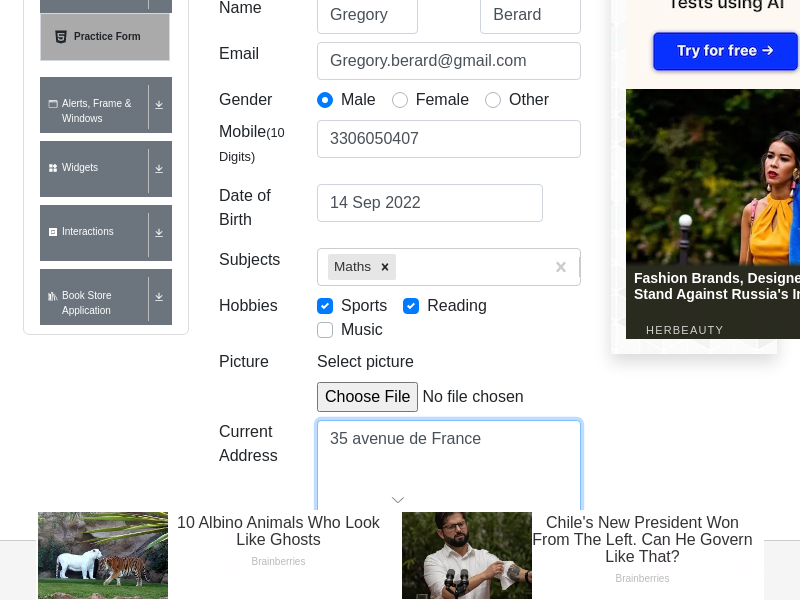 Name
Gregory
Berard
Tests using AI
Practice Form
Email
Gregory.berard@gmail.com
Try for free →
Gender
Male
Female
Other
Alerts, Frame &
Windows
Mobile(10
Digits)
3306050407
Widgets
Date of
Birth
14 Sep 2022
Interactions
Subjects
Maths ×
Book Store
Application
Hobbies
Sports
Reading
Music
Fashion Brands, Designe
Stand Against Russia's In
HERBEAUTY
Picture
Select picture
Choose File No file chosen
Current
Address
35 avenue de France
10 Albino Animals Who Look
Like Ghosts
Brainberries
Chile's New President Won
From The Left. Can He Govern
Like That?
Brainberries